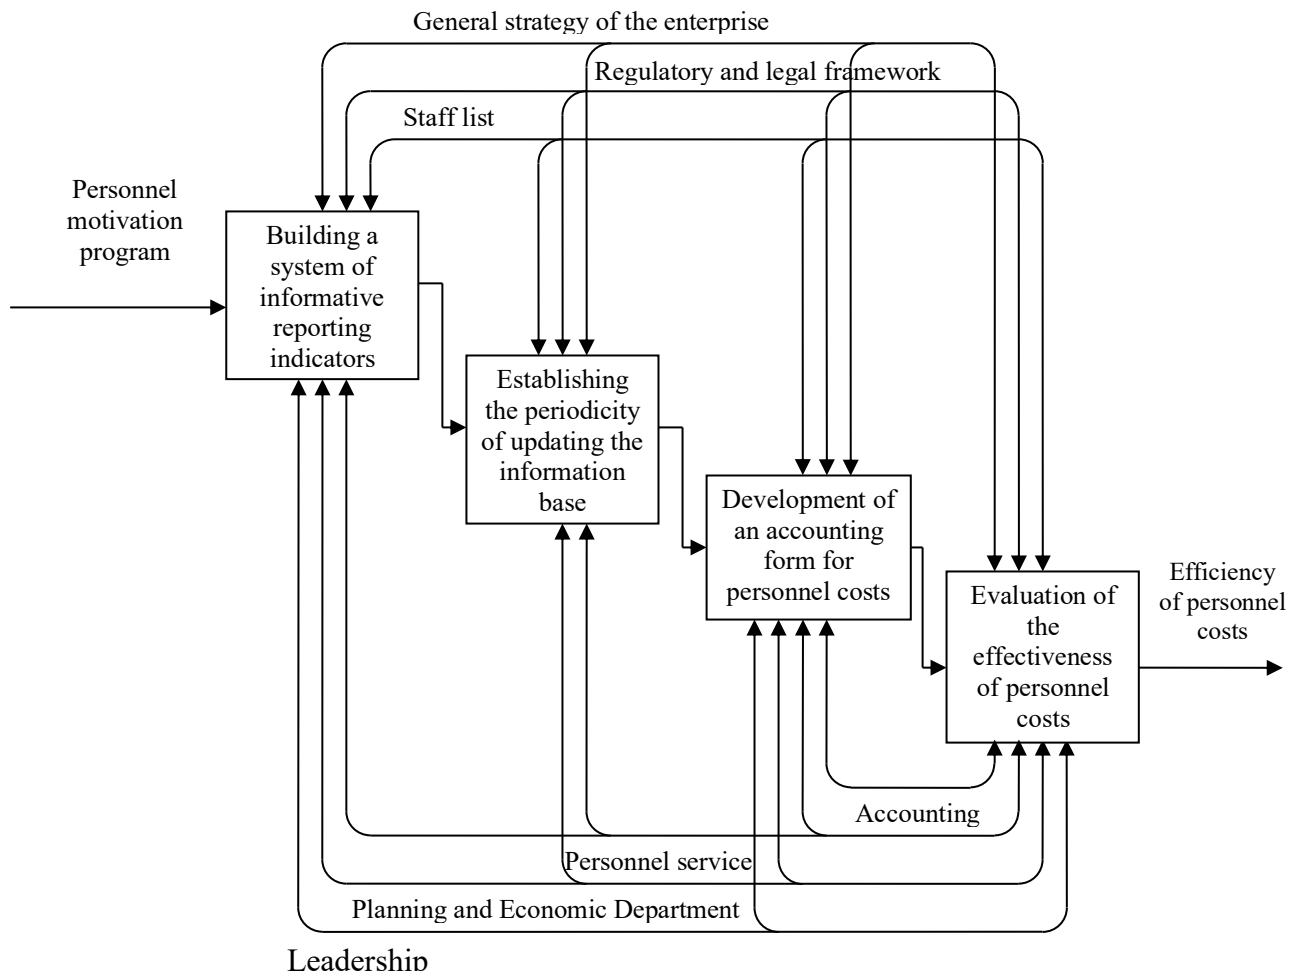 General strategy of the enterprise
Regulatory and legal framework
Staff list
Personnel
motivation
program
Building a
system of
informative
reporting
indicators
Establishing
the periodicity
of updating the
information
base
Development of
an accounting
form for
personnel costs
Evaluation of
the
effectiveness
of personnel
costs
Efficiency
of personnel
costs
Accounting
Personnel service
Planning and Economic Department
Leadership